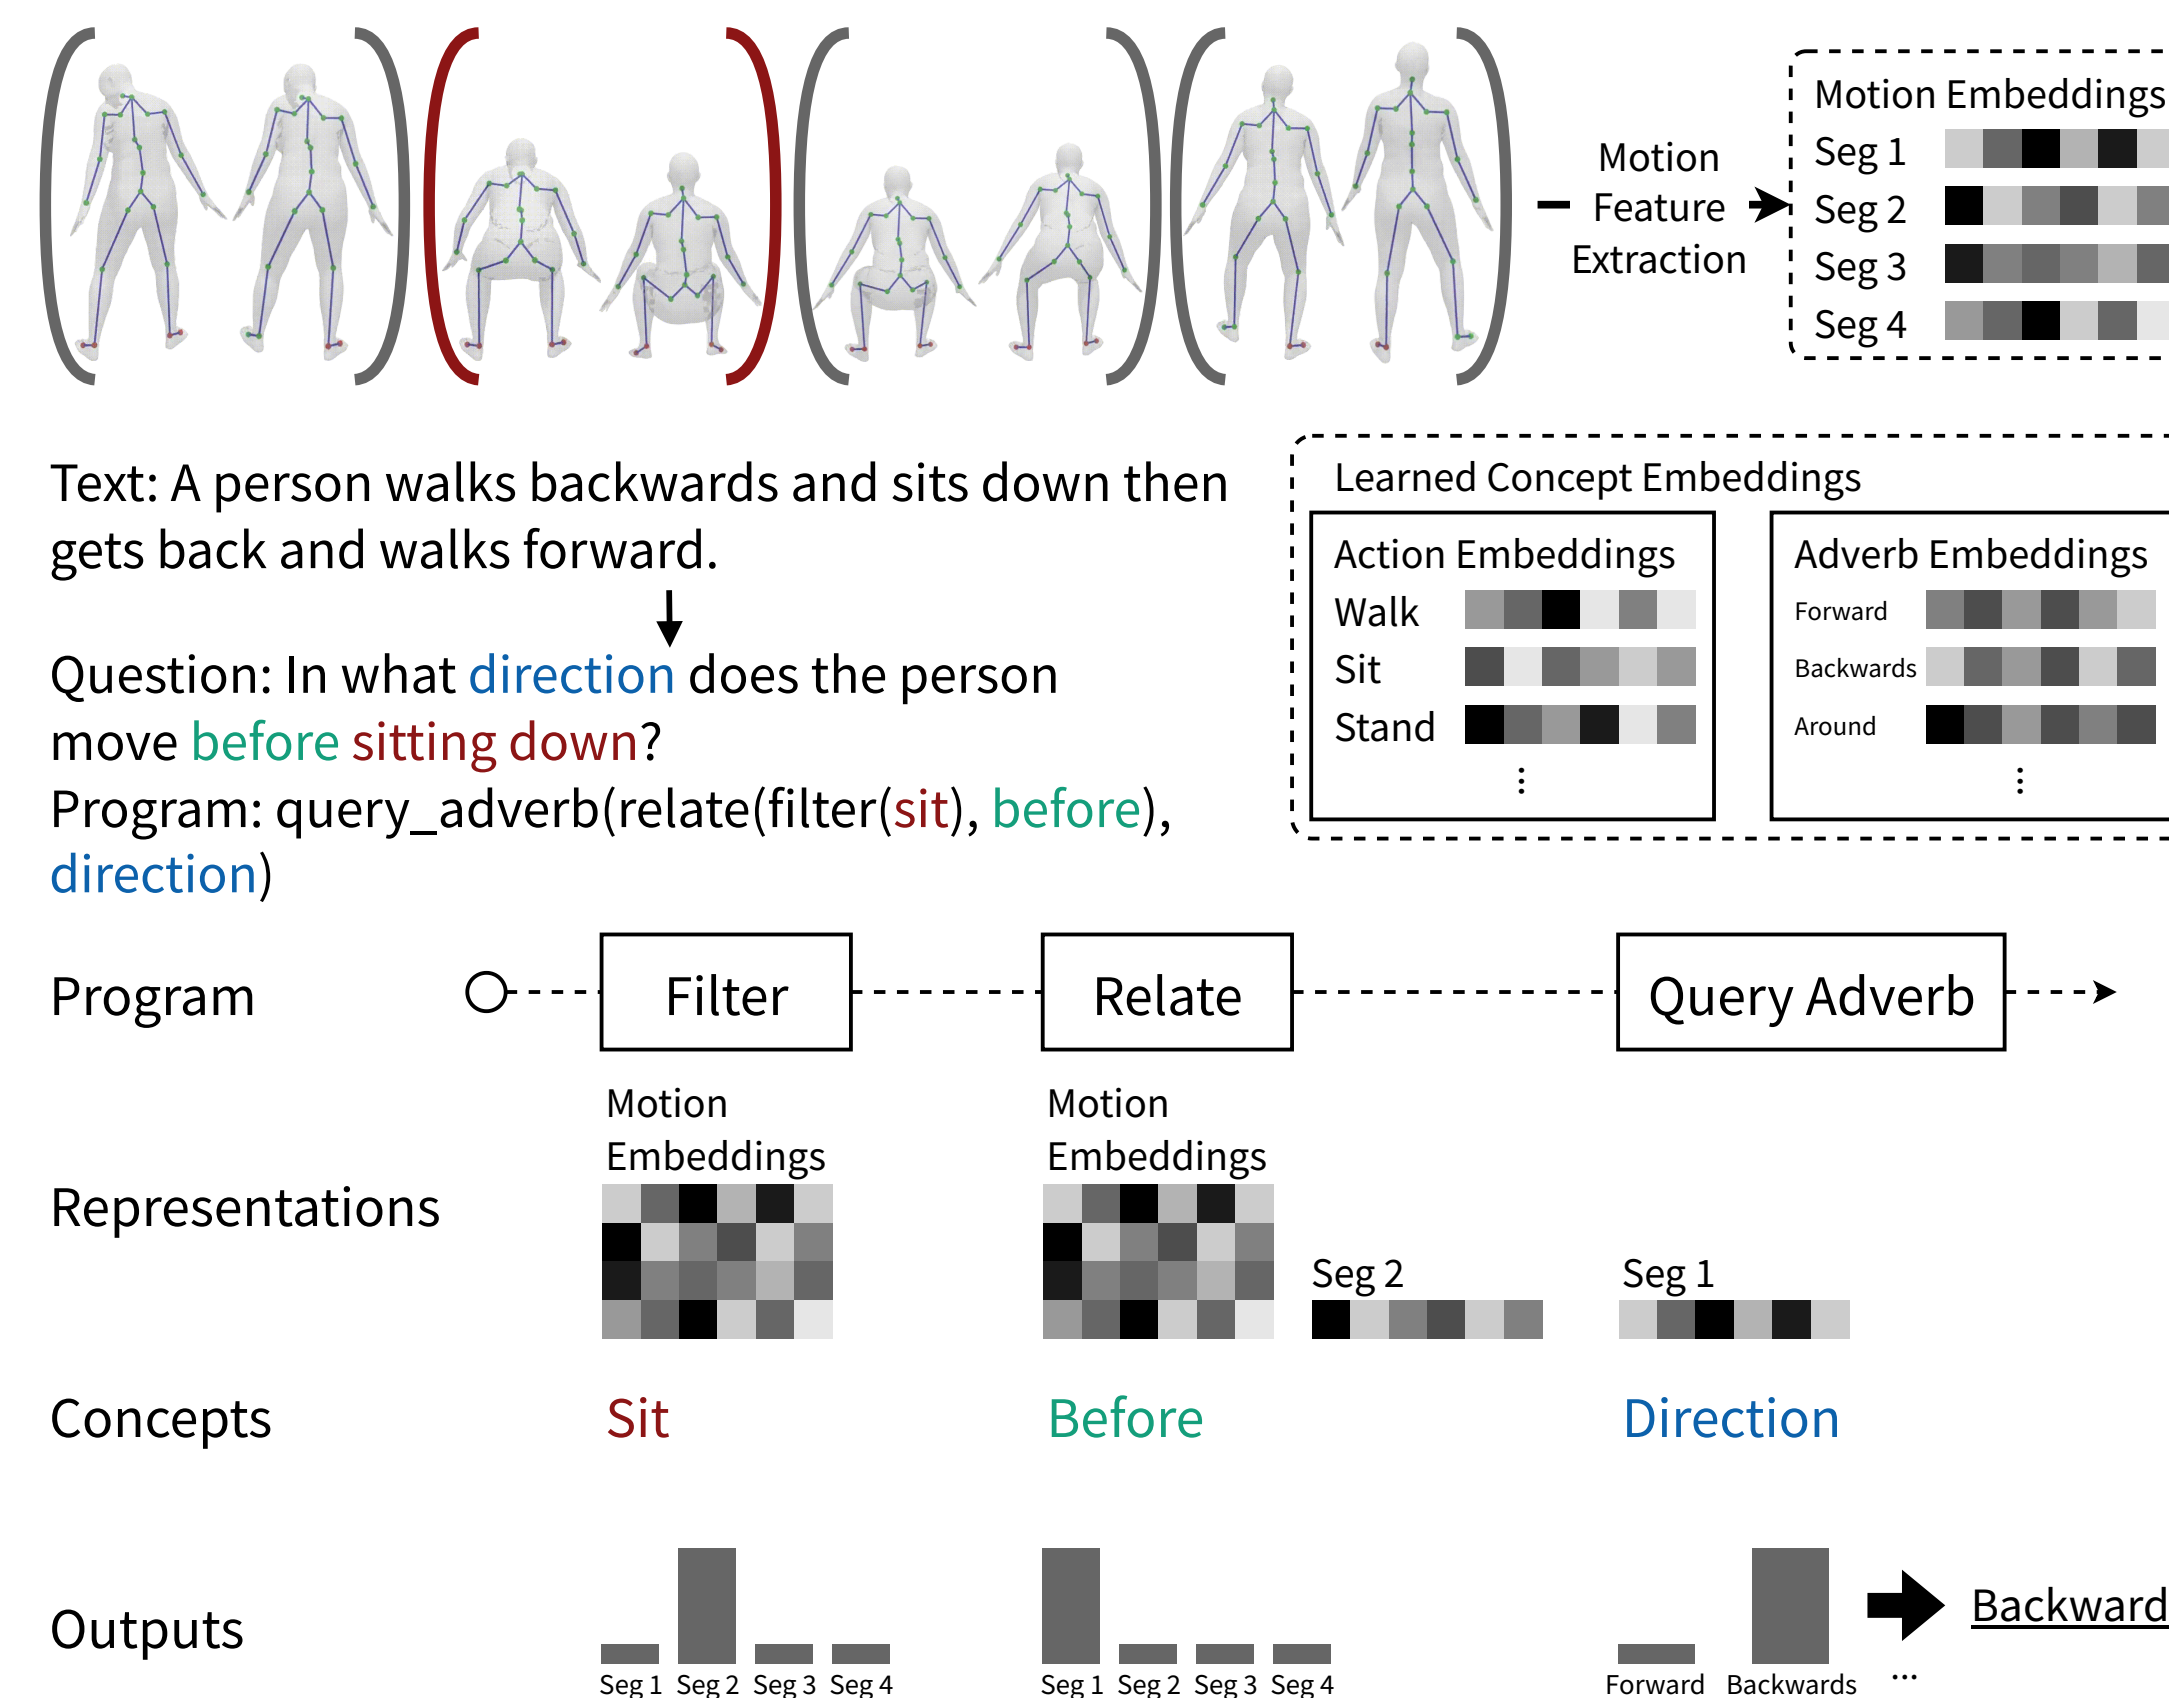 Motion
Feature
Extraction
Motion Embeddings
Seg 1
Seg 2
Seg 3
Seg 4
Text: A person walks backwards and sits down then
gets back and walks forward.
Question: In what direction does the person
move before sitting down?
Program: query_adverb(relate(filter(sit), before),
direction)
Learned Concept Embeddings
Action Embeddings
Walk
Sit
Stand
⋮
Adverb Embeddings
Forward
Backwards
Around
⋮
Program
Filter
Relate
Query Adverb
Representations
Motion
Embeddings
Motion
Embeddings
Seg 2
Seg 1
Concepts
Sit
Before
Direction
Outputs
Seg 1 Seg 2 Seg 3 Seg 4
Seg 1 Seg 2 Seg 3 Seg 4
Forward Backwards ...
Backward